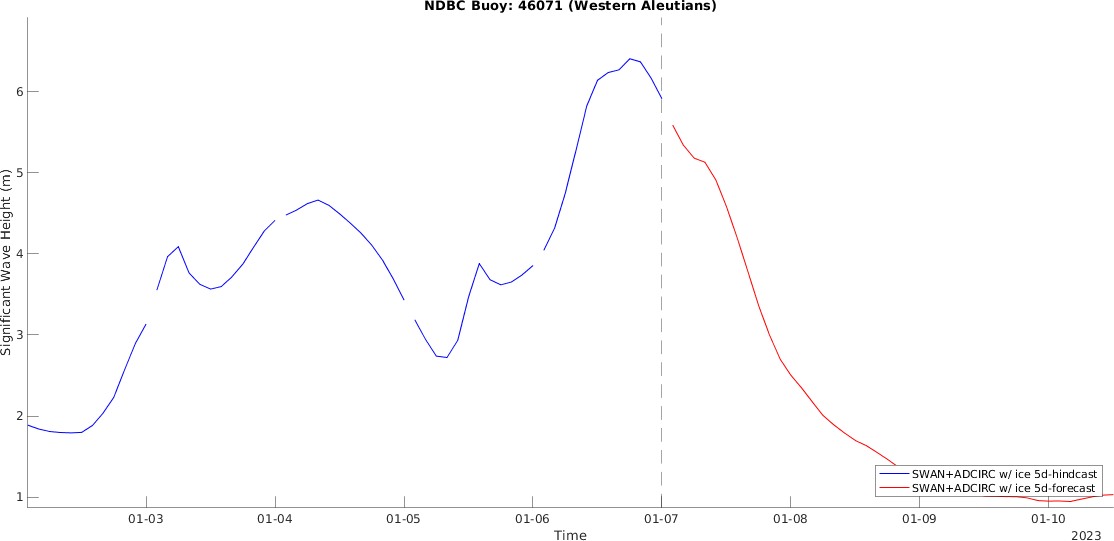 NDBC Buoy: 46071 (Western Aleutians)
Significant Wave Height (m)
6
5
4
3
2
1
SWAN+ADCIRC w/ ice 5d-hindcast
SWAN+ADCIRC w/ ice 5d-forecast
01-03 01-04 01-05 01-06 01-07 01-08 01-09 01-10
Time
2023